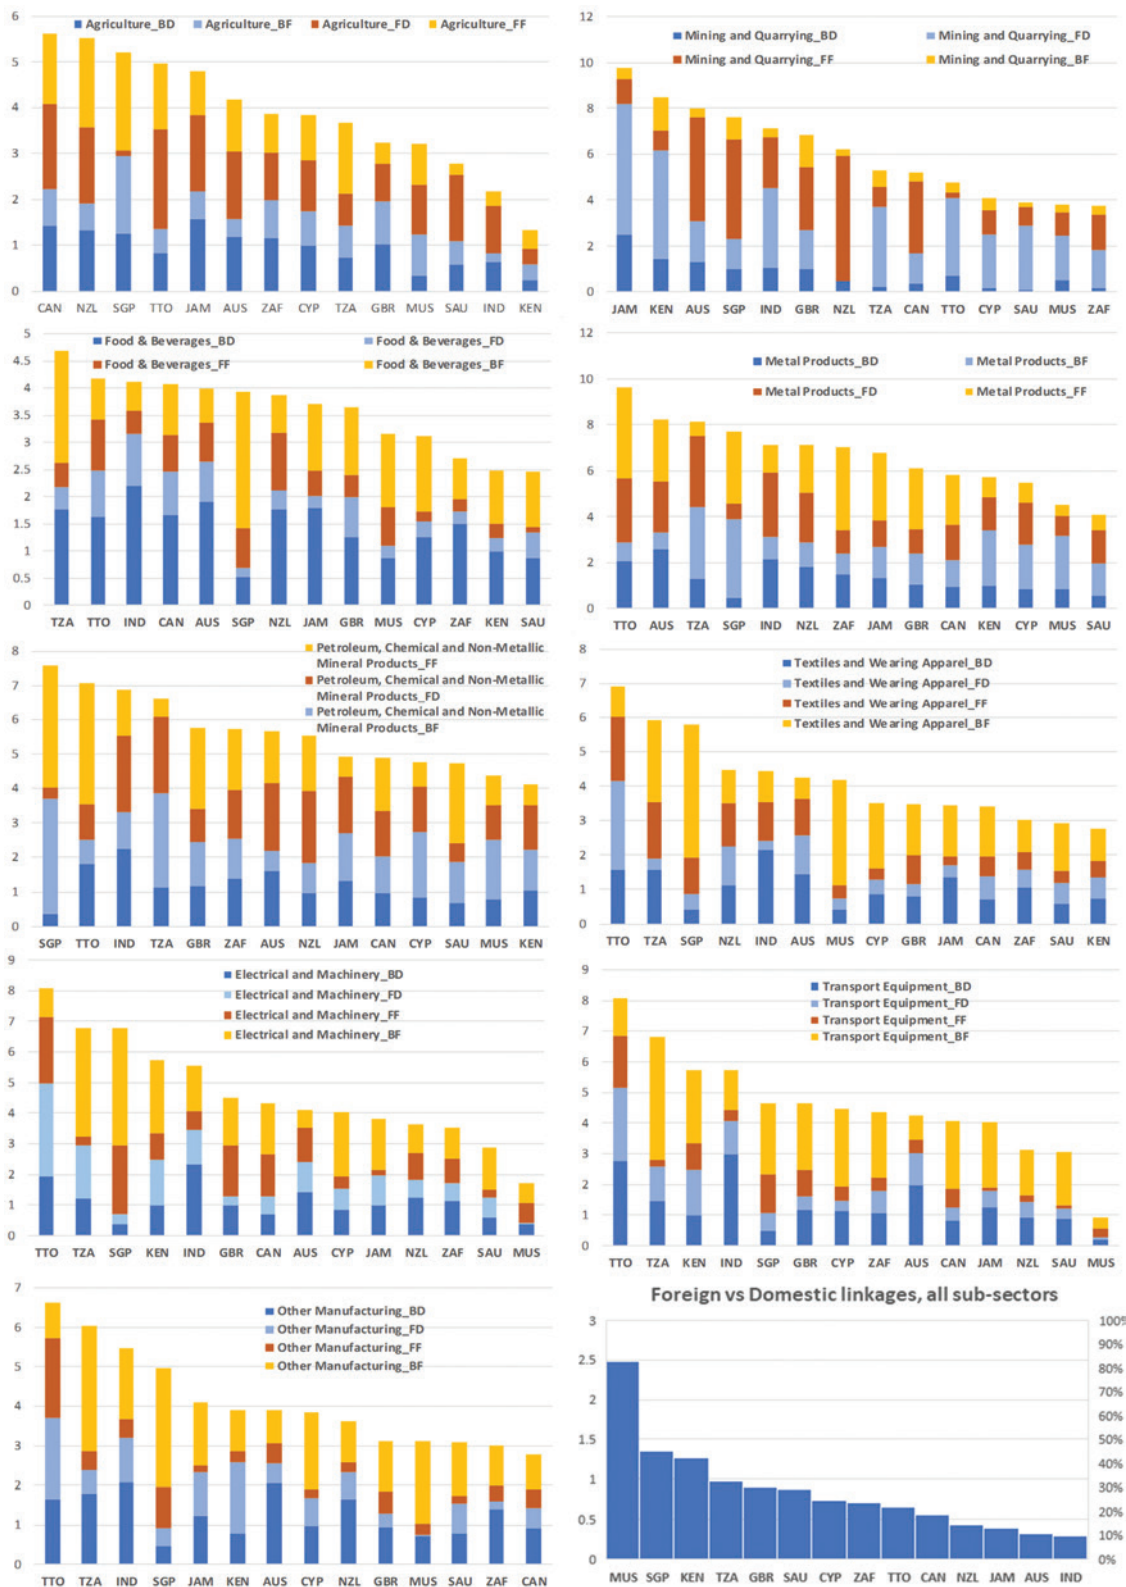 Agriculture_BD Agriculture_BF Agriculture_FD Agriculture_FF
6
5
4
3
2
1
0
CAN NZL SGP TTO JAM AUS ZAF CYP TZA GBR MUS SAU IND KEN
Mining and Quarrying_BD Mining and Quarrying_FD
Mining and Quarrying_FF Mining and Quarrying_BF
12
10
8
6
4
2
0
JAM KEN AUS SGP IND GBR NZL TZA CAN TTO CYP SAU MUS ZAF
Food & Beverages_BD Food & Beverages_FD
Food & Beverages_FF Food & Beverages_BF
5
4.5
4
3.5
3
2.5
2
1.5
1
0.5
0
TZA TTO IND CAN AUS SGP NZL JAM GBR MUS CYP ZAF KEN SAU
Metal Products_BD Metal Products_BF
Metal Products_FD Metal Products_FF
12
10
8
6
4
2
0
TTO AUS TZA SGP IND NZL ZAF JAM GBR CAN KEN CYP MUS SAU
Petroleum, Chemical and Non-Metallic
Mineral Products_FF
Petroleum, Chemical and Non-Metallic
Mineral Products_FD
Petroleum, Chemical and Non-Metallic
Mineral Products_BF
8
7
6
5
4
3
2
1
0
SGP TTO IND TZA GBR ZAF AUS NZL JAM CAN CYP SAU MUS KEN
Textiles and Wearing Apparel_BD
Textiles and Wearing Apparel_FD
Textiles and Wearing Apparel_FF
Textiles and Wearing Apparel_BF
8
7
6
5
4
3
2
1
0
TTO TZA SGP NZL IND AUS MUS CYP GBR JAM CAN ZAF SAU KEN
Electrical and Machinery_BD
Electrical and Machinery_FD
Electrical and Machinery_FF
Electrical and Machinery_BF
9
8
7
6
5
4
3
2
1
0
TTO TZA SGP KEN IND GBR CAN AUS CYP JAM NZL ZAF SAU MUS
Transport Equipment_BD
Transport Equipment_FD
Transport Equipment_FF
Transport Equipment_BF
9
8
7
6
5
4
3
2
1
0
TTO TZA KEN IND SGP GBR CYP ZAF AUS CAN JAM NZL SAU MUS
Other Manufacturing_BD
Other Manufacturing_FD
Other Manufacturing_FF
Other Manufacturing_BF
7
6
5
4
3
2
1
0
TTO TZA IND SGP JAM KEN AUS CYP NZL GBR MUS SAU ZAF CAN
Foreign vs Domestic linkages, all sub-sectors
3
2.5
2
1.5
1
0.5
0
100%
90%
80%
70%
60%
50%
40%
30%
20%
10%
0%
MUS SGP KEN TZA GBR SAU CYP ZAF TTO CAN NZL JAM AUS IND